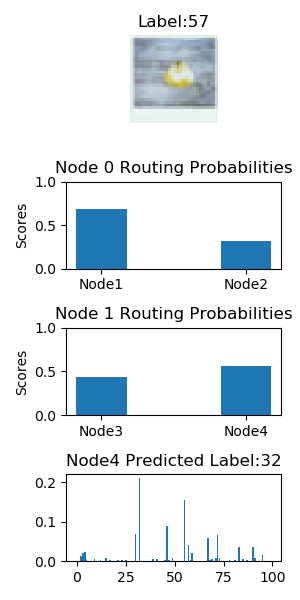 Label:57
Node 0 Routing Probabilities
1.0
0.5
0.0
Scores
Node1 Node2
Node 1 Routing Probabilities
1.0
0.5
0.0
Scores
Node3 Node4
Node4 Predicted Label:32
0.2
0.1
0.0
0 25 50 75 100